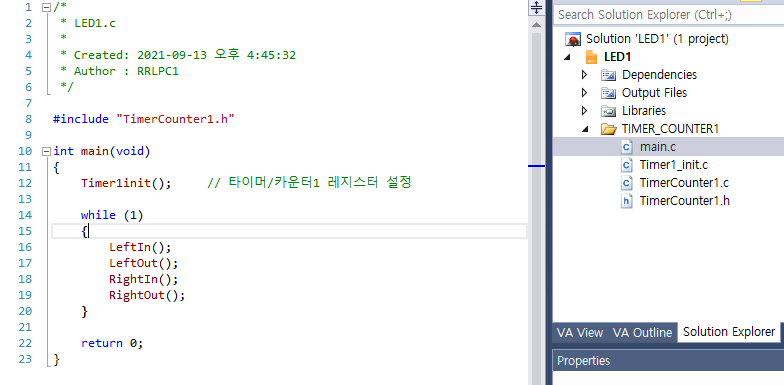 1 /*
2  * LED1.c
3  *
4  * Created: 2021-09-13 오후 4:45:32
5  * Author : RRLPC1
6  */
7
8 #include "TimerCounter1.h"
9
10 int main(void)
11 {
12     Timer1init();     // 타이머/카운터1 레지스터 설정
13
14     while (1)
15     {
16         LeftIn();
17         LeftOut();
18         RightIn();
19         RightOut();
20     }
21
22     return 0;
23 }
Search Solution Explorer (Ctrl+;)
Solution 'LED1' (1 project)
LED1
Dependencies
Output Files
Libraries
TIMER_COUNTER1
main.c
Timer1_init.c
TimerCounter1.c
TimerCounter1.h
VA View VA Outline Solution Explorer
Properties